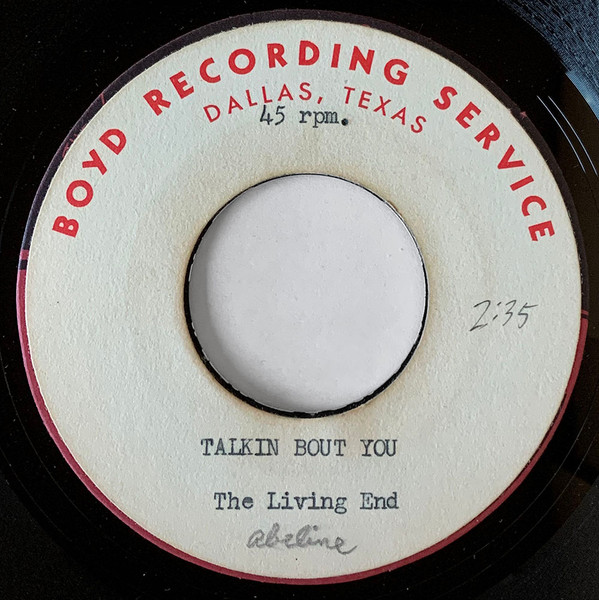 BOYD RECORDING SERVICE
DALLAS, TEXAS
45 rpm.
2:35
TALKIN BOUT YOU
The Living End
abeline